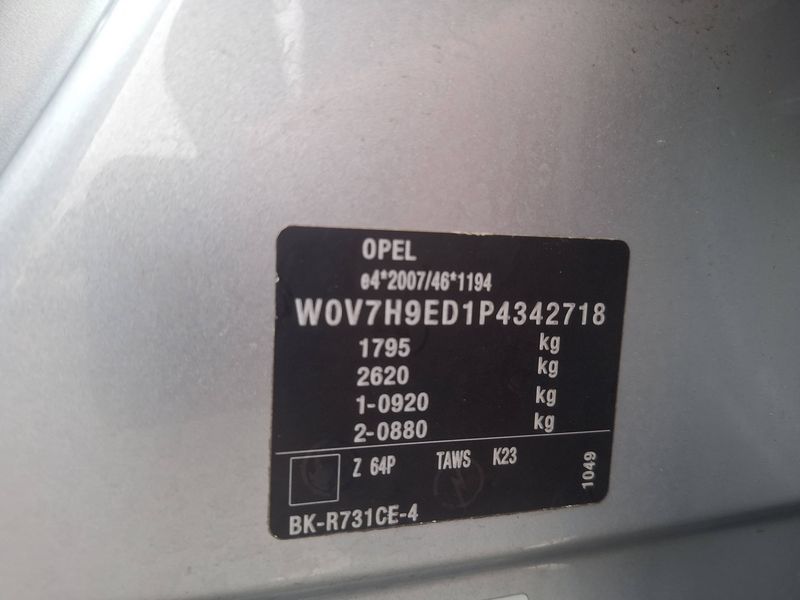 OPEL
e4*2007/46*1194
W0V7H9ED1P4342718
1795 kg
2620 kg
1-0920 kg
2-0880 kg
Z 64P TAWS K23
1049
BK-R731CE-4